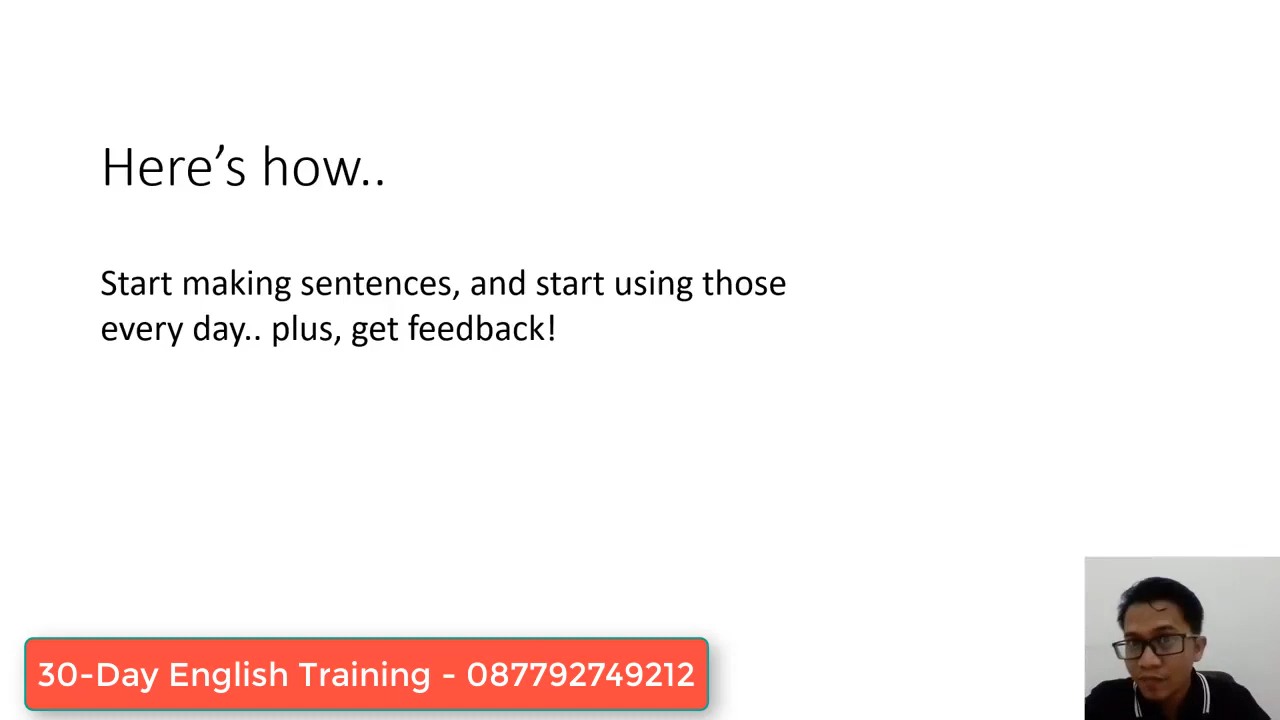 Here’s how..
Start making sentences, and start using those
every day.. plus, get feedback!
30-Day English Training - 087792749212